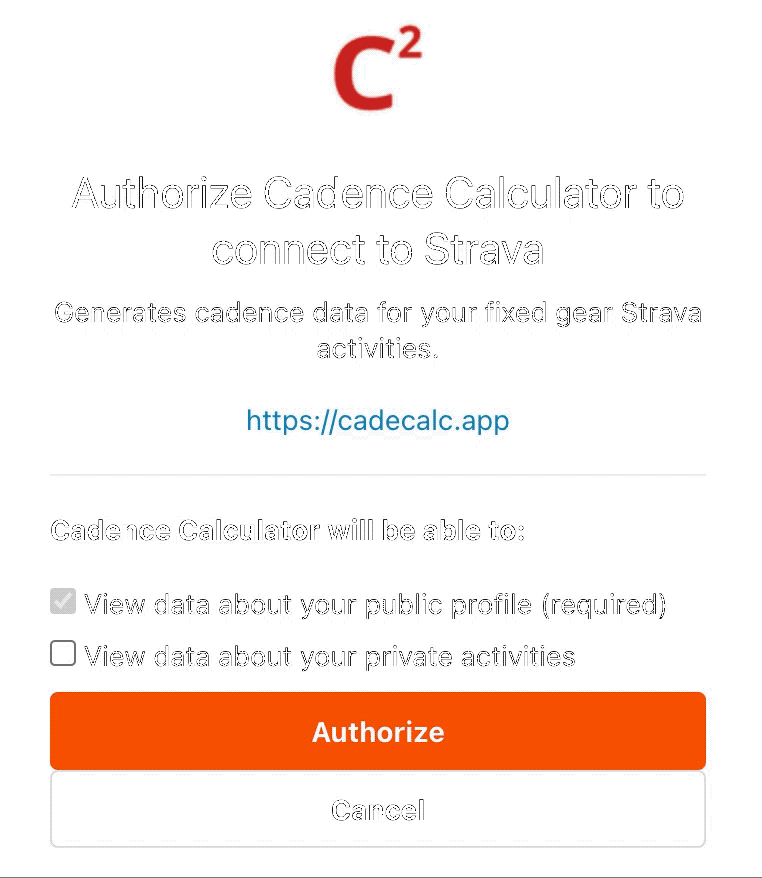 C²
Authorize Cadence Calculator to
connect to Strava
Generates cadence data for your fixed gear Strava
activities.
https://cadecalc.app
Cadence Calculator will be able to:
View data about your public profile (required)
View data about your private activities
Authorize
Cancel